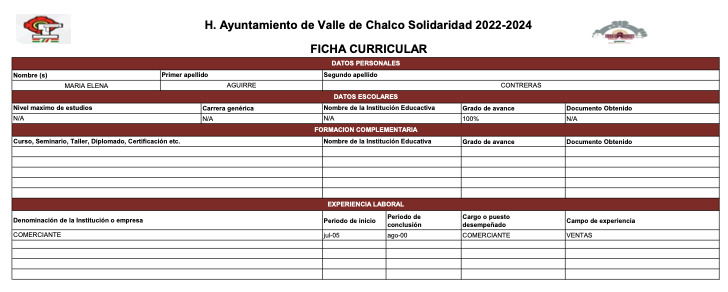 H. Ayuntamiento de Valle de Chalco Solidaridad 2022-2024
FICHA CURRICULAR
DATOS PERSONALES
Nombre (s) Primer apellido Segundo apellido
MARIA ELENA AGUIRRE CONTRERAS
DATOS ESCOLARES
Nivel maximo de estudios Carrera genérica Nombre de la Institución Educactiva Grado de avance Documento Obtenido
N/A N/A N/A 100% N/A
FORMACION COMPLEMENTARIA
Curso, Seminario, Taller, Diplomado, Certificación etc. Nombre de la Institución Educativa Grado de avance Documento Obtenido
EXPERIENCIA LABORAL
Denominación de la Institución o empresa Periodo de inicio Periodo de conclusión Cargo o puesto desempeñado Campo de experiencia
COMERCIANTE jul-05 ago-00 COMERCIANTE VENTAS